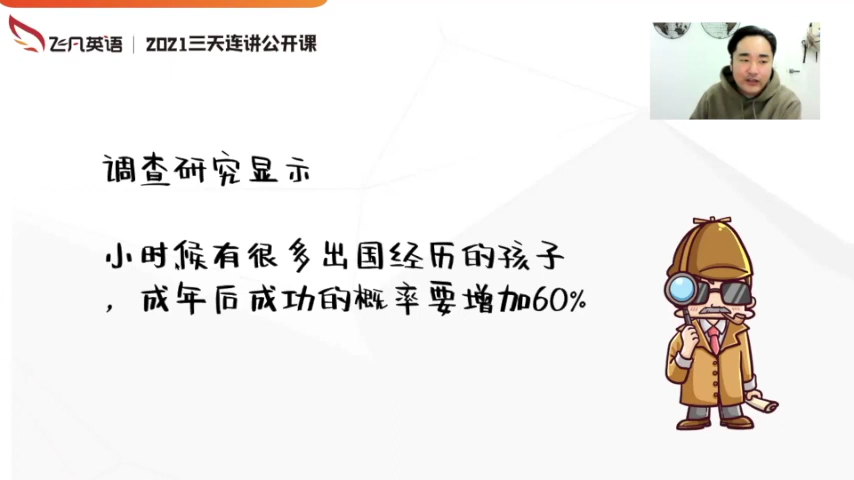 飞凡英语 | 2021三天连讲公开课
调查研究显示
小时候有很多出国经历的孩子
，成年后成功的概率要增加60%